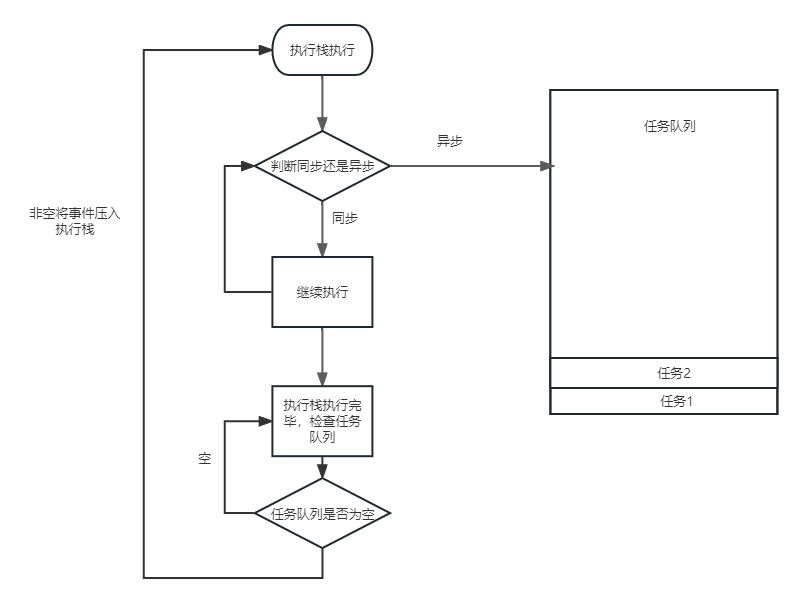 执行栈执行
任务队列
异步
判断同步还是异步
非空将事件压入
执行栈
同步
继续执行
任务2
任务1
执行栈执行完
毕，检查任务
队列
空
任务队列是否为空